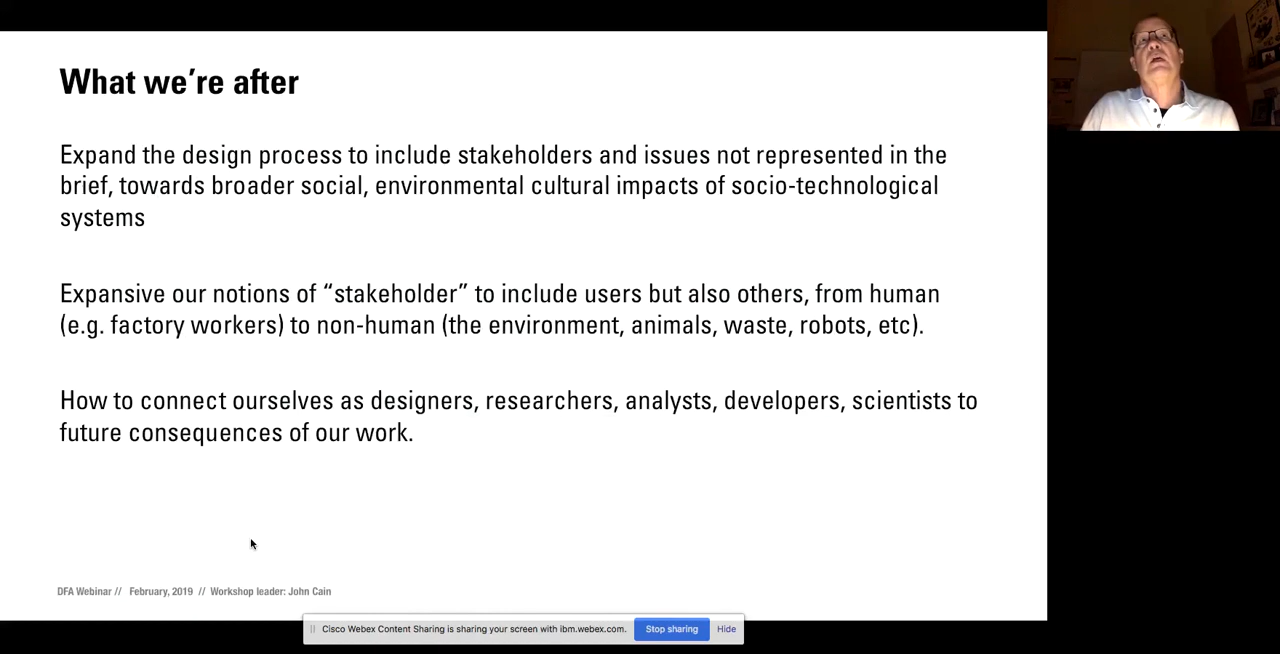 What we're after
Expand the design process to include stakeholders and issues not represented in the
brief, towards broader social, environmental cultural impacts of socio-technological
systems
Expansive our notions of “stakeholder” to include users but also others, from human
(e.g. factory workers) to non-human (the environment, animals, waste, robots, etc).
How to connect ourselves as designers, researchers, analysts, developers, scientists to
future consequences of our work.
DFA Webinar // February, 2019 // Workshop leader: John Cain
Cisco Webex Content Sharing is sharing your screen with ibm.webex.com. Stop sharing Hide